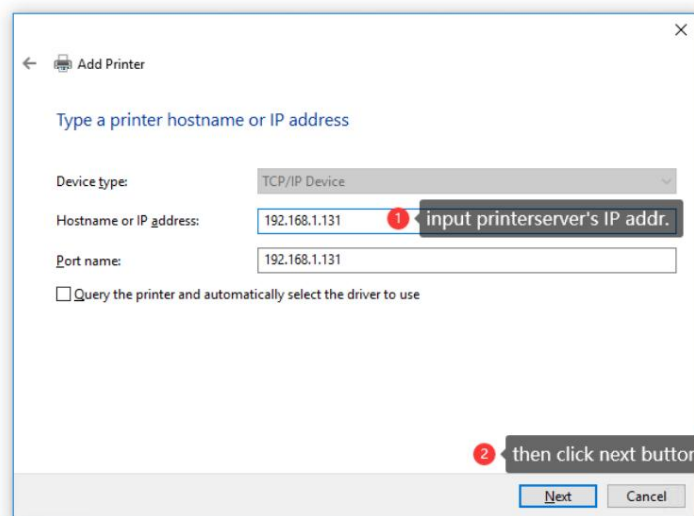 Add Printer
Type a printer hostname or IP address
Device type: TCP/IP Device
Hostname or IP address: 192.168.1.131 1 input printerserver's IP addr.
Port name: 192.168.1.131
Query the printer and automatically select the driver to use
2 then click next button
Next Cancel